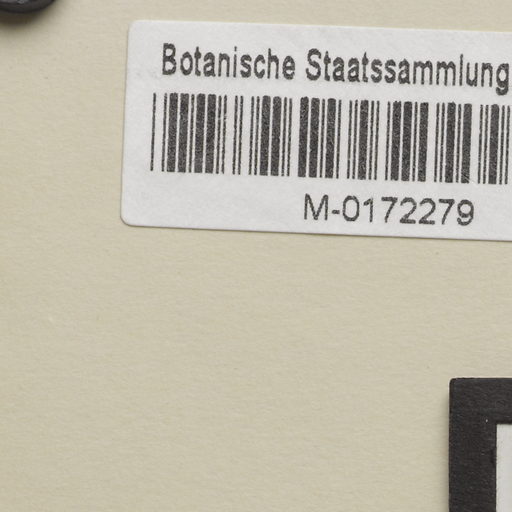 Botanische Staatssammlung
M-0172279